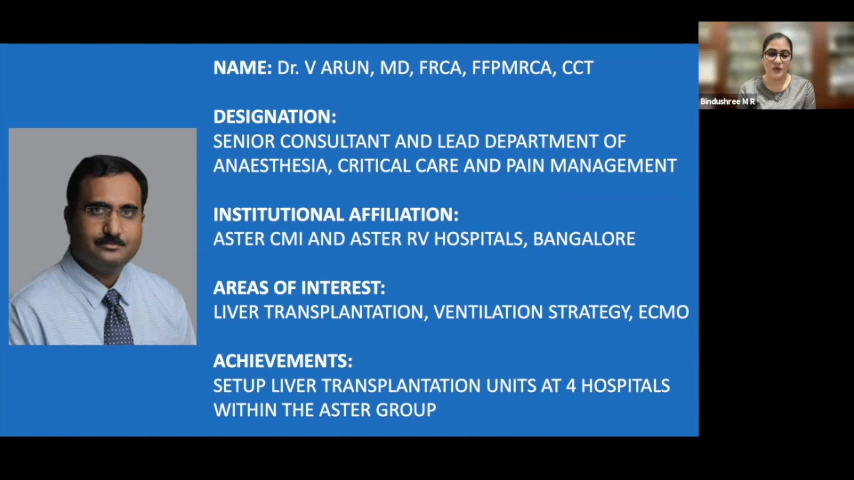 NAME: Dr. V ARUN, MD, FRCA, FFPMRCA, CCT
DESIGNATION:
SENIOR CONSULTANT AND LEAD DEPARTMENT OF
ANAESTHESIA, CRITICAL CARE AND PAIN MANAGEMENT
INSTITUTIONAL AFFILIATION:
ASTER CMI AND ASTER RV HOSPITALS, BANGALORE
AREAS OF INTEREST:
LIVER TRANSPLANTATION, VENTILATION STRATEGY, ECMO
ACHIEVEMENTS:
SETUP LIVER TRANSPLANTATION UNITS AT 4 HOSPITALS
WITHIN THE ASTER GROUP
Bindushree M R